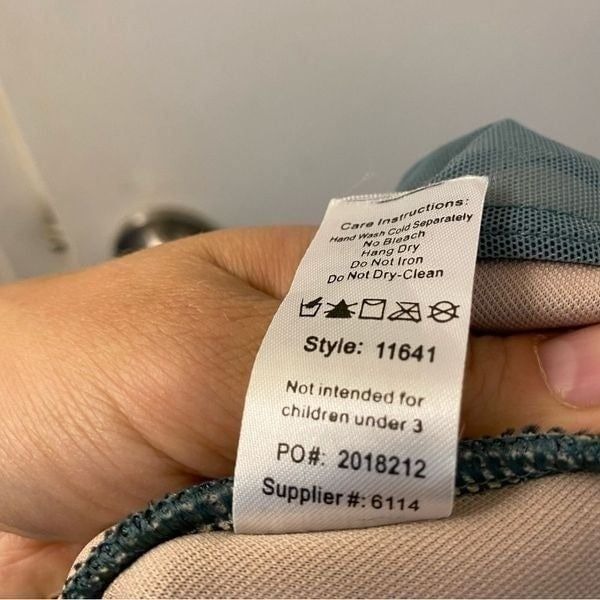 Care Instructions:
Hand Wash Cold Separately
No Bleach
Hang Dry
Do Not Iron
Do Not Dry-Clean
Style: 11641
Not intended for
children under 3
PO#: 2018212
Supplier#:6114